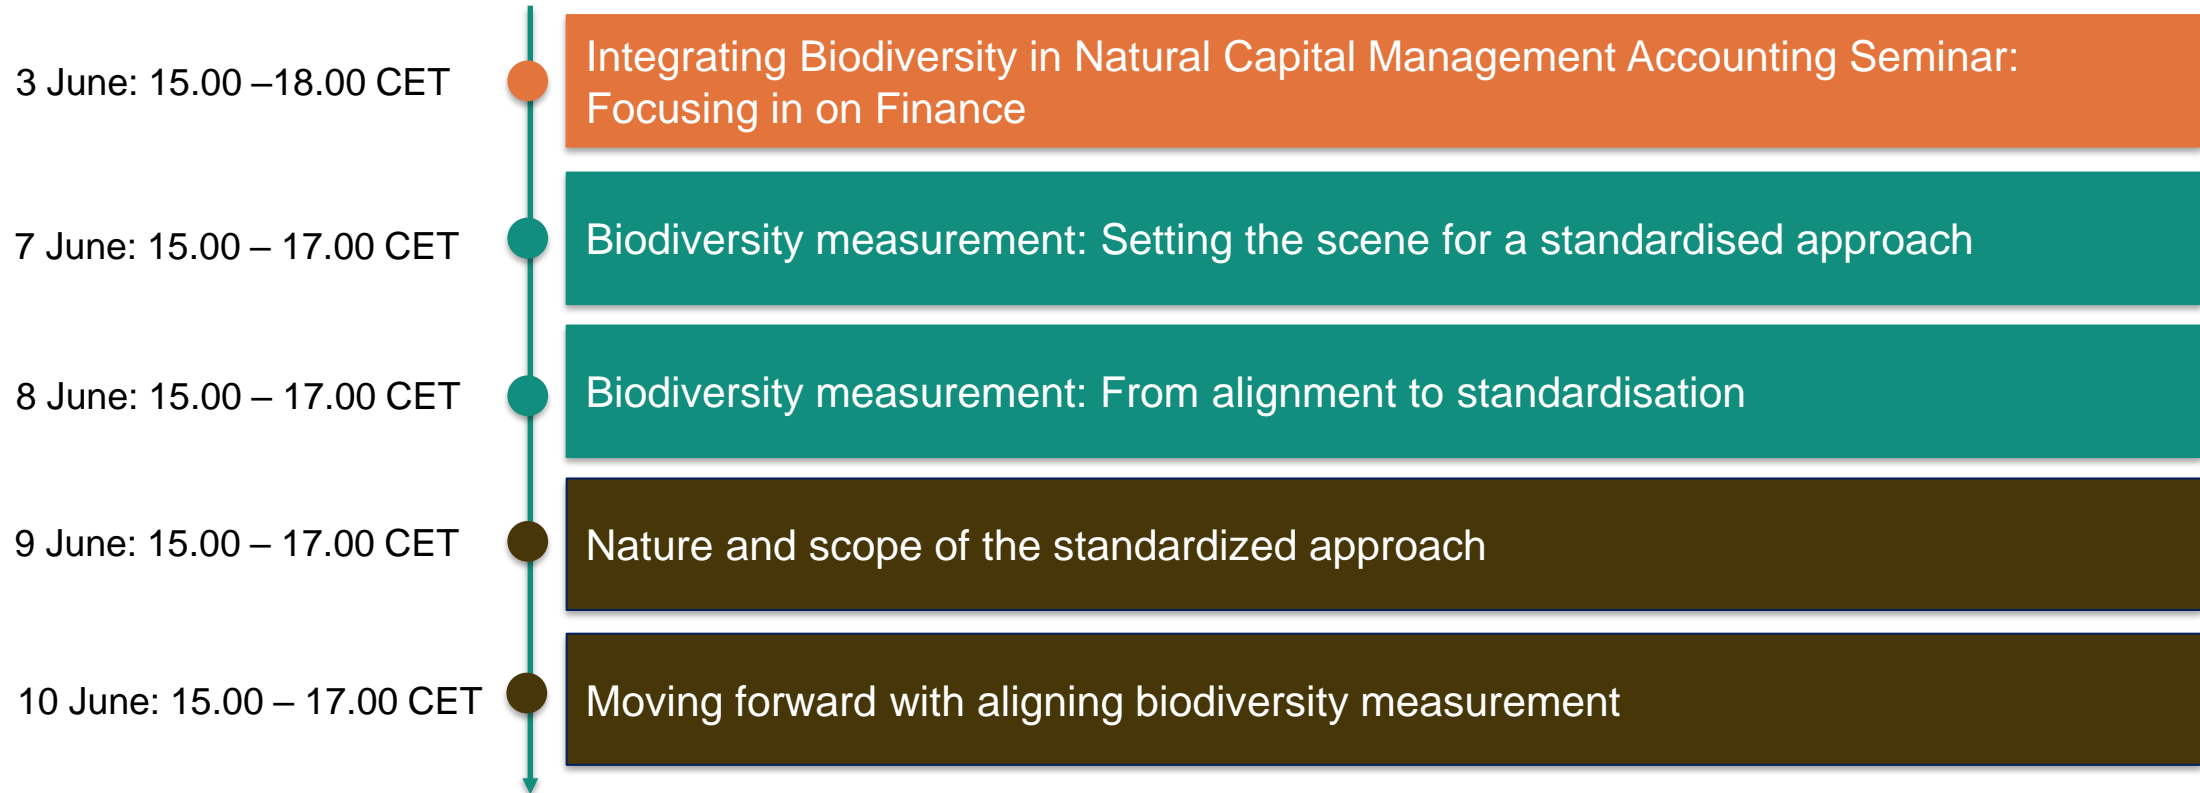 3 June: 15.00 –18.00 CET
Integrating Biodiversity in Natural Capital Management Accounting Seminar:
Focusing in on Finance
7 June: 15.00 – 17.00 CET
Biodiversity measurement: Setting the scene for a standardised approach
8 June: 15.00 – 17.00 CET
Biodiversity measurement: From alignment to standardisation
9 June: 15.00 – 17.00 CET
Nature and scope of the standardized approach
10 June: 15.00 – 17.00 CET
Moving forward with aligning biodiversity measurement